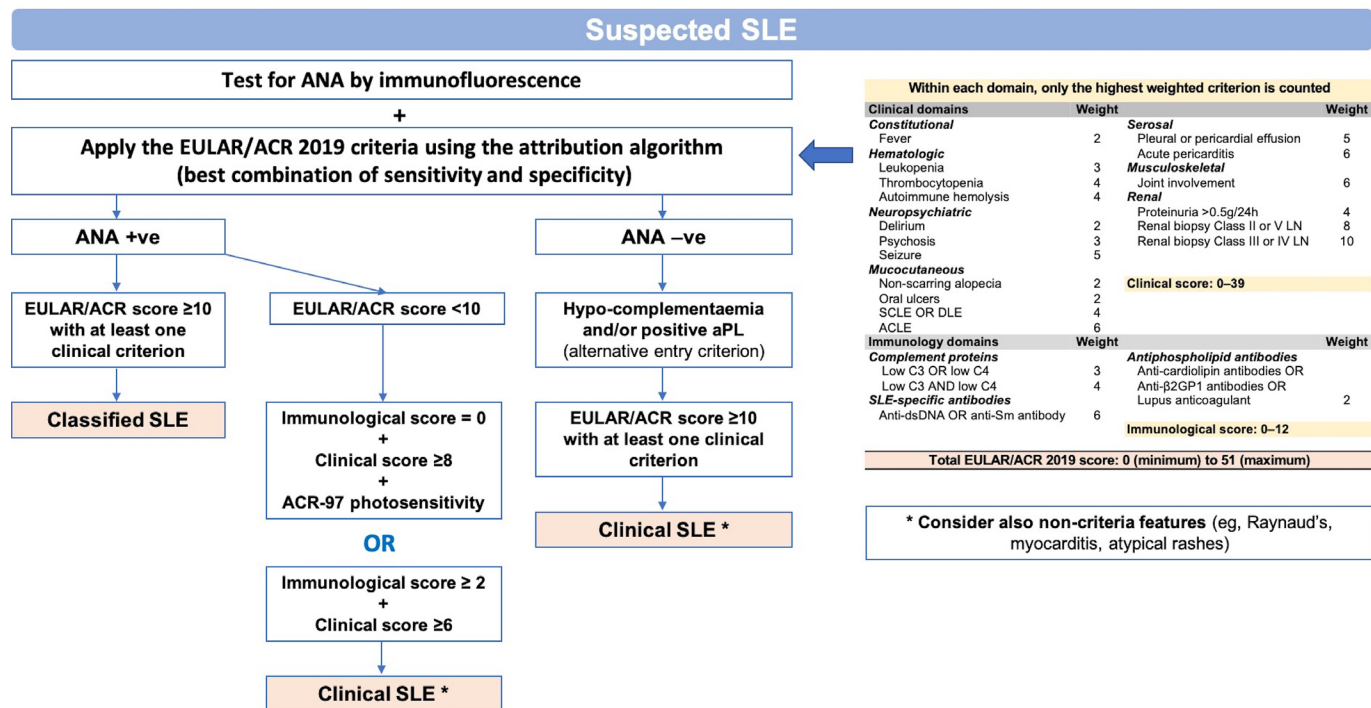 Suspected SLE
Test for ANA by immunofluorescence
+
Apply the EULAR/ACR 2019 criteria using the attribution algorithm
(best combination of sensitivity and specificity)
ANA +ve
ANA –ve
EULAR/ACR score ≥10
with at least one
clinical criterion
Classified SLE
EULAR/ACR score <10
Immunological score = 0
+
Clinical score ≥8
+
ACR-97 photosensitivity
OR
Immunological score ≥ 2
+
Clinical score ≥6
Clinical SLE *
Hypo-complementaemia
and/or positive aPL
(alternative entry criterion)
EULAR/ACR score ≥10
with at least one clinical
criterion
Clinical SLE *
Within each domain, only the highest weighted criterion is counted
Clinical domains Weight Weight
Constitutional Serosal
Fever 2 Pleural or pericardial effusion 5
Hematologic Acute pericarditis 6
Leukopenia 3 Musculoskeletal
Thrombocytopenia 4 Joint involvement 6
Autoimmune hemolysis 4 Renal
Neuropsychiatric Proteinuria >0.5g/24h 4
Delirium 2 Renal biopsy Class II or V LN 8
Psychosis 3 Renal biopsy Class III or IV LN 10
Seizure 5
Mucocutaneous
Non-scarring alopecia 2 Clinical score: 0–39
Oral ulcers 2
SCLE OR DLE 4
ACLE 6
Immunology domains Weight Weight
Complement proteins Antiphospholipid antibodies
Low C3 OR low C4 3 Anti-cardiolipin antibodies OR
Low C3 AND low C4 4 Anti-β2GP1 antibodies OR
SLE-specific antibodies Lupus anticoagulant 2
Anti-dsDNA OR anti-Sm antibody 6
Immunological score: 0–12
Total EULAR/ACR 2019 score: 0 (minimum) to 51 (maximum)
* Consider also non-criteria features (eg, Raynaud’s,
myocarditis, atypical rashes)